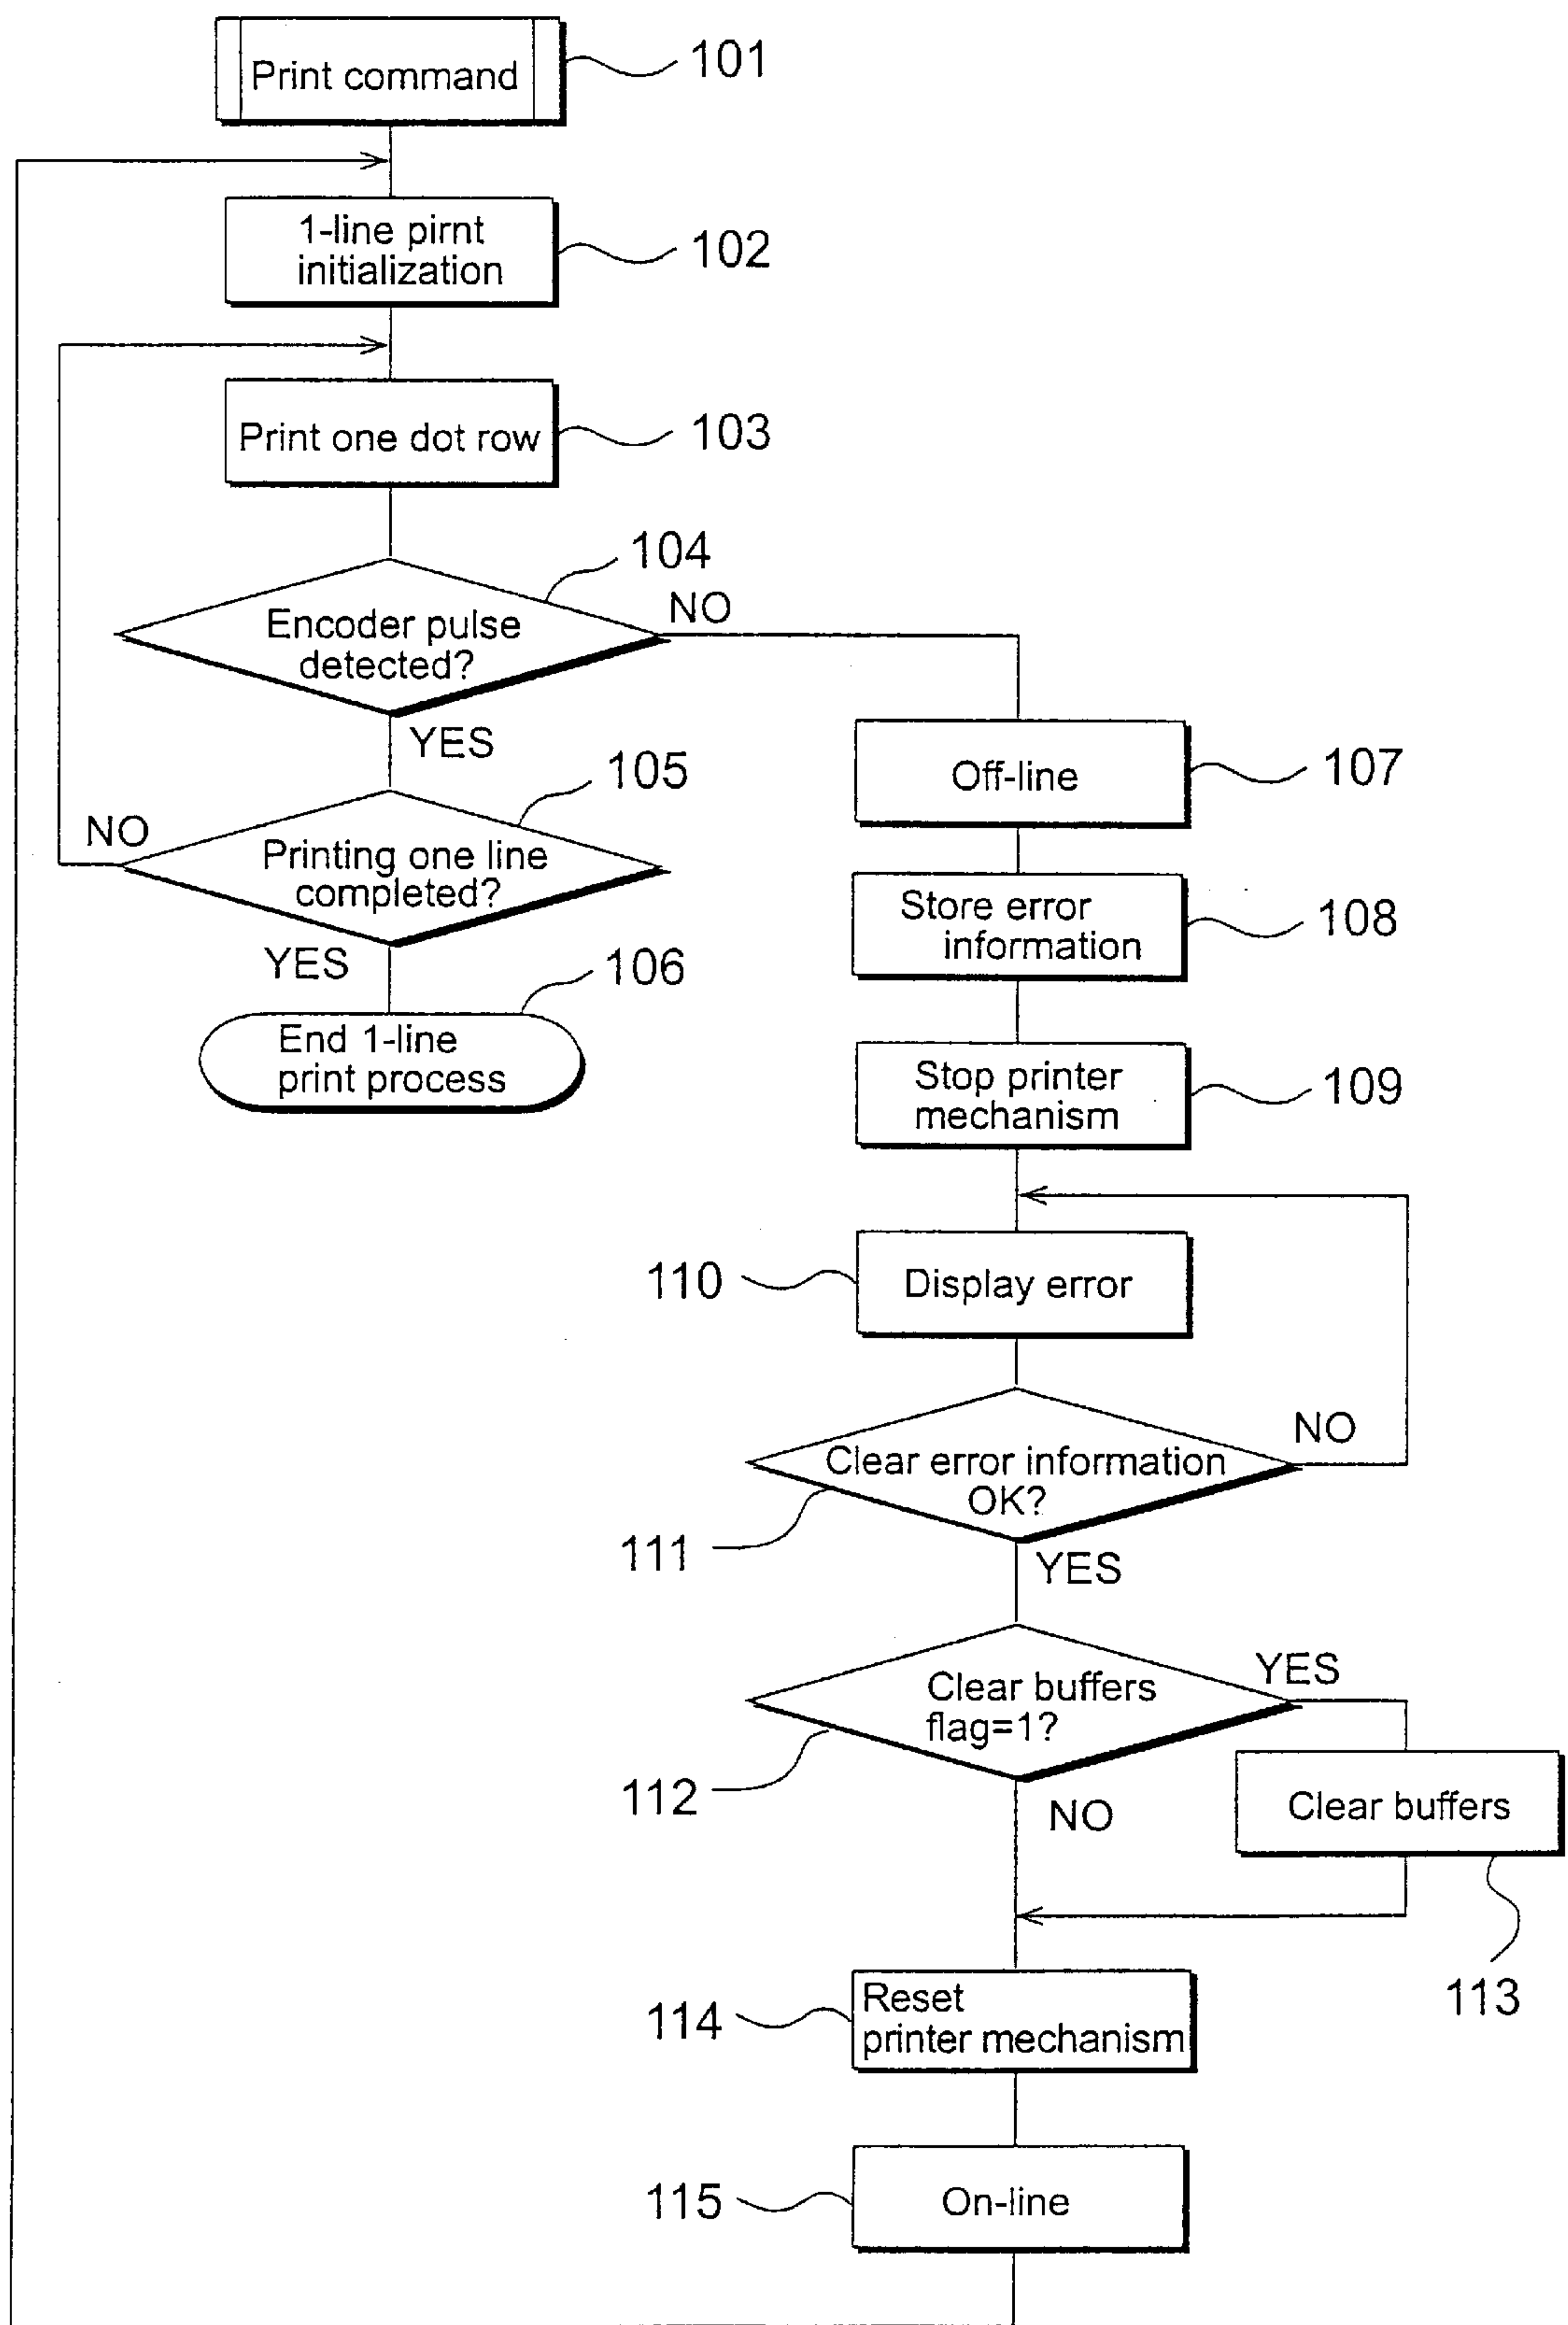 Print command
101
1-line pirnt
initialization
102
Print one dot row
103
104
Encoder pulse
detected?
NO
YES
105
Printing one line
completed?
NO
YES
106
End 1-line
print process
Off-line
107
Store error
information
108
Stop printer
mechanism
109
110
Display error
Clear error information
OK?
NO
111
YES
Clear buffers
flag=1?
YES
112
NO
Clear buffers
113
114
Reset
printer mechanism
115
On-line